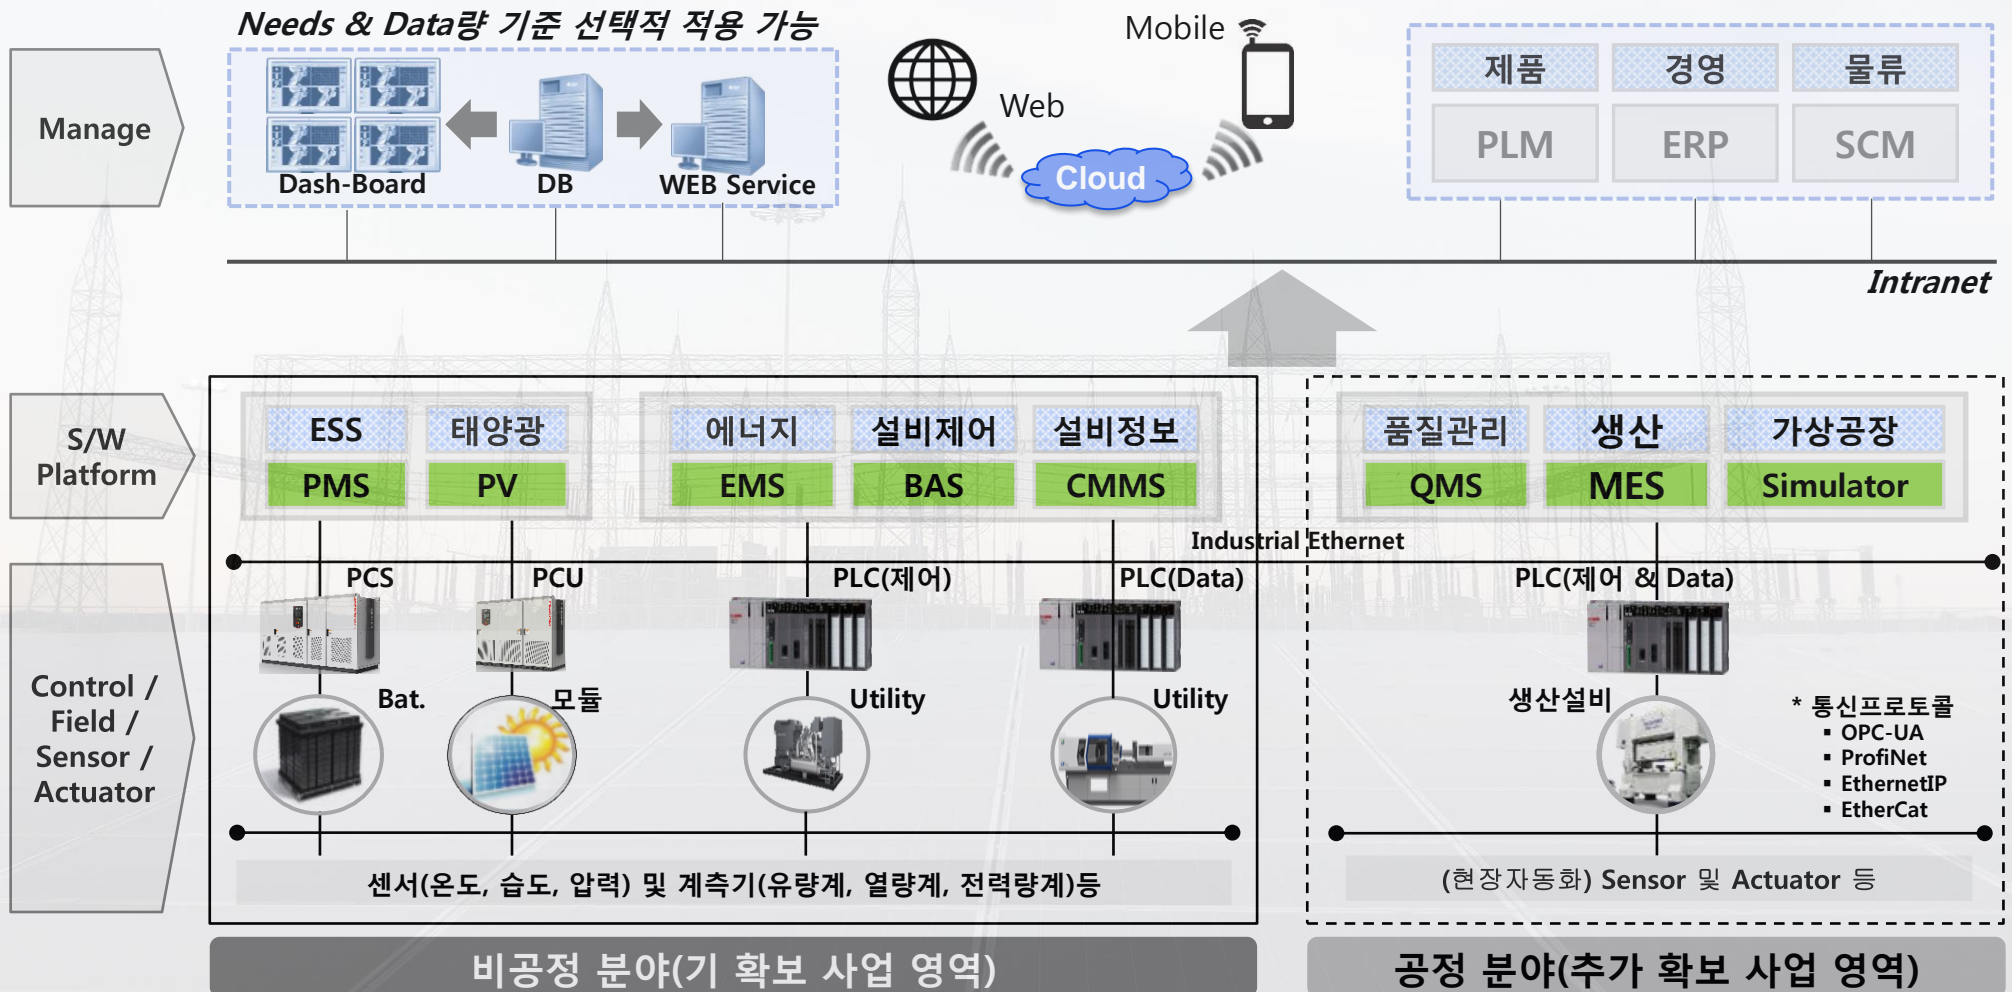 Needs & Data량 기준 선택적 적용 가능
Manage
Dash-Board
DB
WEB Service
Web
Mobile
Cloud
제품
경영
물류
PLM
ERP
SCM
Intranet
S/W
Platform
ESS
태양광
에너지
설비제어
설비정보
품질관리
생산
가상공장
PMS
PV
EMS
BAS
CMMS
QMS
MES
Simulator
Industrial Ethernet
Control /
Field /
Sensor /
Actuator
PCS
PCU
PLC(제어)
PLC(Data)
PLC(제어 & Data)
Bat.
모듈
Utility
Utility
생산설비
* 통신프로토콜
▪ OPC-UA
▪ ProfiNet
▪ EthernetIP
▪ EtherCat
센서(온도, 습도, 압력) 및 계측기(유량계, 열량계, 전력량계)등
(현장자동화) Sensor 및 Actuator 등
비공정 분야(기 확보 사업 영역)
공정 분야(추가 확보 사업 영역)